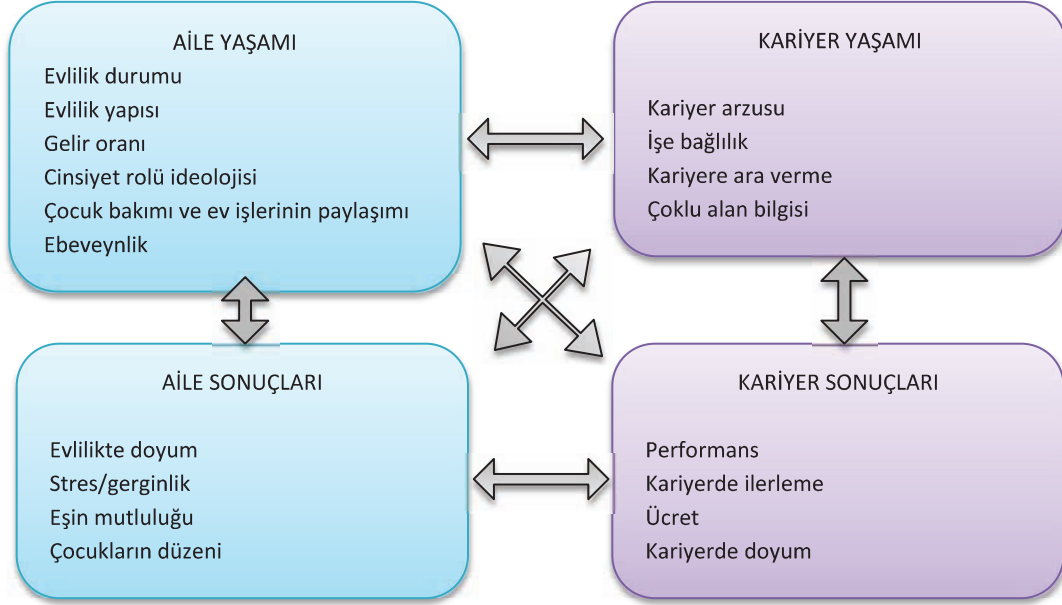 AİLE YAŞAMI
Evlilik durumu
Evlilik yapısı
Gelir oranı
Cinsiyet rolü ideolojisi
Çocuk bakımı ve ev işlerinin paylaşımı
Ebeveynlik
KARİYER YAŞAMI
Kariyer arzusu
İşe bağlılık
Kariyere ara verme
Çoklu alan bilgisi
AİLE SONUÇLARI
Evlilikte doyum
Stres/gerginlik
Eşin mutluluğu
Çocukların düzeni
KARİYER SONUÇLARI
Performans
Kariyerde ilerleme
Ücret
Kariyerde doyum